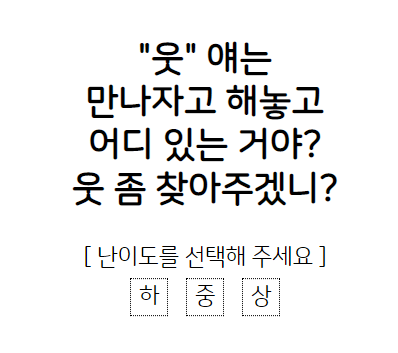 "웃" 얘는
만나자고 해놓고
어디 있는 거야?
웃 좀 찾아주겠니?
[ 난이도를 선택해 주세요 ]
하 중 상